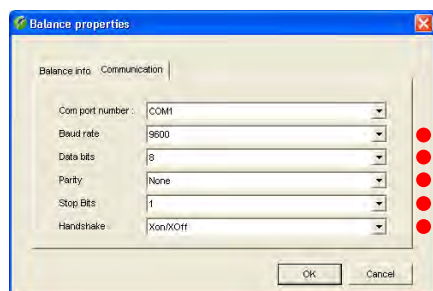 Balance properties
Balance info Communication
Com port number : COM1
Baud rate 9600
Data bits 8
Parity None
Stop Bits 1
Handshake Xon/XOff
OK Cancel